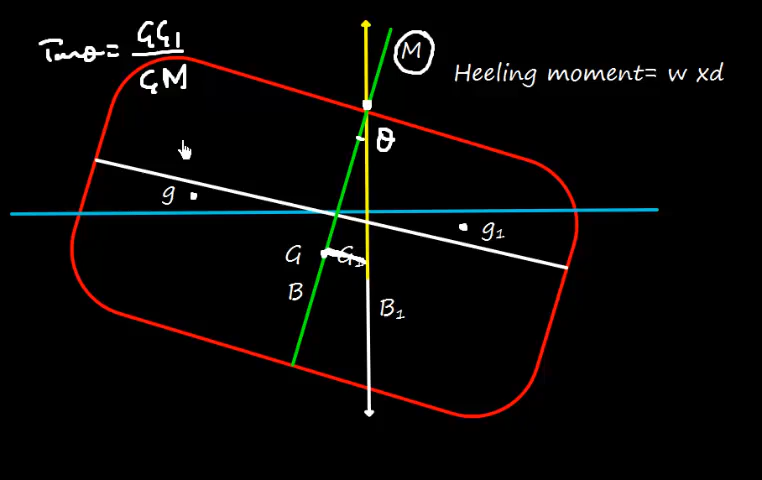 Tanθ = GG1
GM
M
Heeling moment= w xd
θ
g
g₁
G
G₁
B
B₁